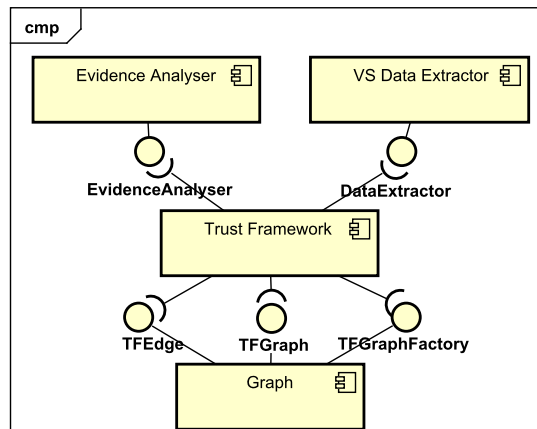 cmp
Evidence Analyser
VS Data Extractor
EvidenceAnalyser
DataExtractor
Trust Framework
TFEdge
TFGraph
TFGraphFactory
Graph